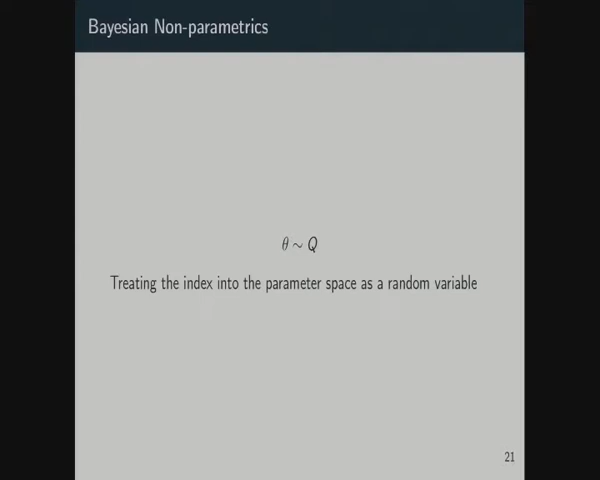 Bayesian Non-parametrics
θ ∼ Q
Treating the index into the parameter space as a random variable
21